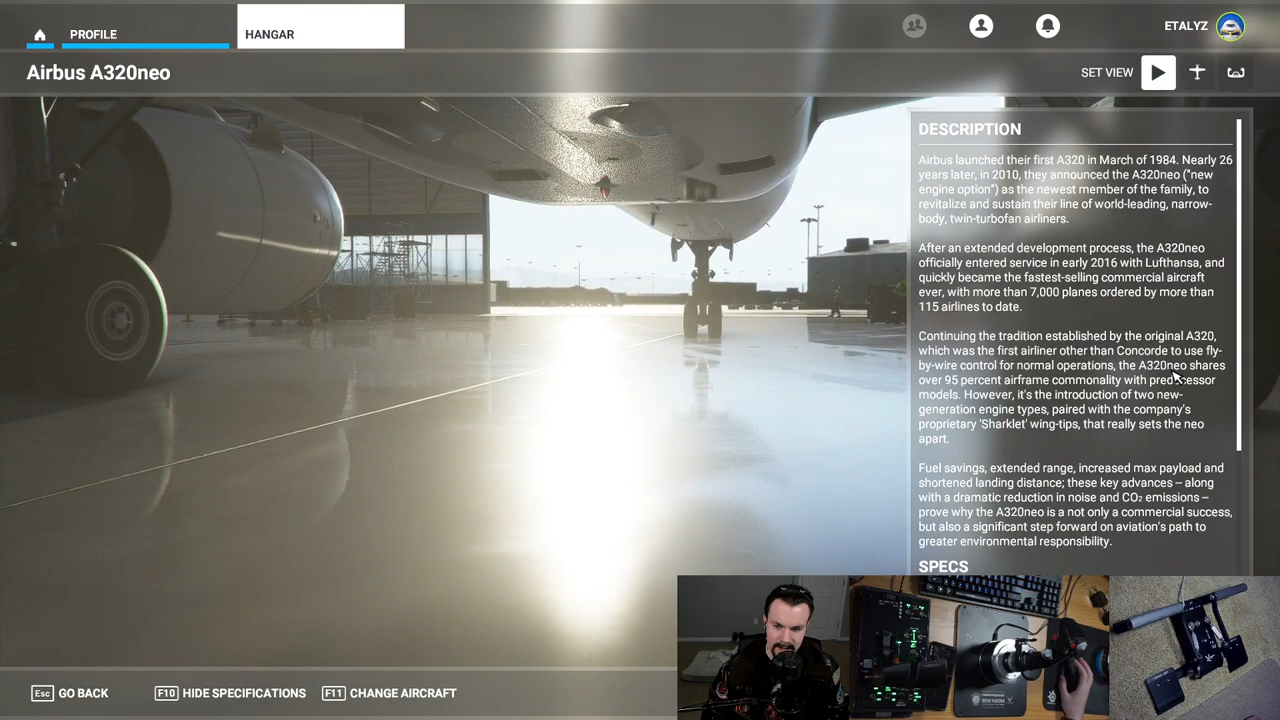 PROFILE
HANGAR
ETALYZ
Airbus A320neo
SET VIEW
DESCRIPTION
Airbus launched their first A320 in March of 1984. Nearly 26
years later, in 2010, they announced the A320neo ("new
engine option") as the newest member of the family, to
revitalize and sustain their line of world-leading, narrow-
body, twin-turbofan airliners.
After an extended development process, the A320neo
officially entered service in early 2016 with Lufthansa, and
quickly became the fastest-selling commercial aircraft
ever, with more than 7,000 planes ordered by more than
115 airlines to date.
Continuing the tradition established by the original A320,
which was the first airliner other than Concorde to use fly-
by-wire control for normal operations, the A320neo shares
over 95 percent airframe commonality with predecessor
models. However, it's the introduction of two new-
generation engine types, paired with the company's
proprietary 'Sharklet' wing-tips, that really sets the neo
apart.
Fuel savings, extended range, increased max payload and
shortened landing distance; these key advances – along
with a dramatic reduction in noise and CO₂ emissions –
prove why the A320neo is a not only a commercial success,
but also a significant step forward on aviation's path to
greater environmental responsibility.
SPECS
Esc GO BACK
F10 HIDE SPECIFICATIONS
F11 CHANGE AIRCRAFT